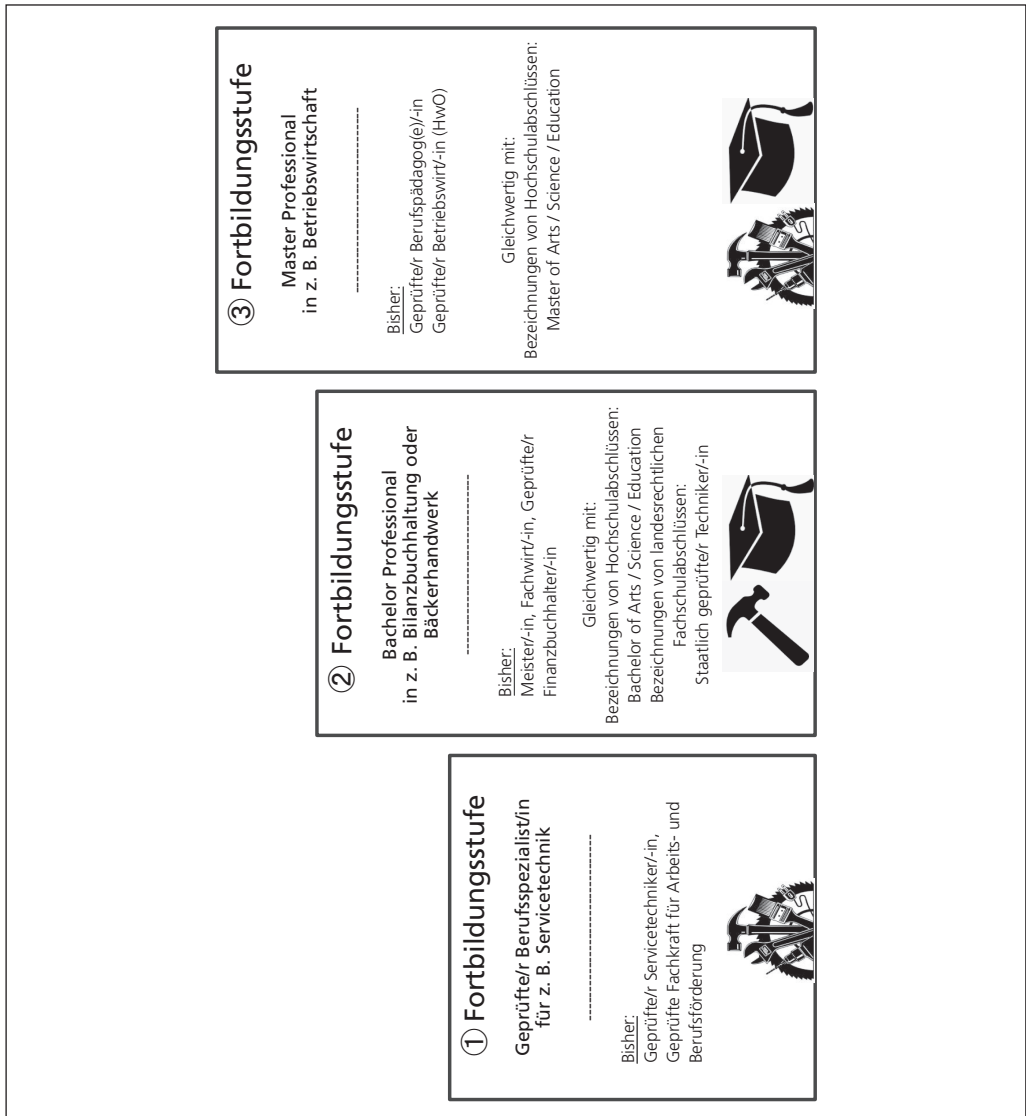 ① Fortbildungsstufe
Geprüfte/r Berufsspezialist/in
für z. B. Servicetechnik
Bisher:
Geprüfte/r Servicetechniker/-in,
Geprüfte Fachkraft für Arbeits- und
Berufsförderung
② Fortbildungsstufe
Bachelor Professional
in z. B. Bilanzbuchhaltung oder
Bäckerhandwerk
Bisher:
Meister/-in, Fachwirt/-in, Geprüfte/r
Finanzbuchhalter/-in
Gleichwertig mit:
Bezeichnungen von Hochschulabschlüssen:
Bachelor of Arts / Science / Education
Bezeichnungen von landesrechtlichen
Fachschulabschlüssen:
Staatlich geprüfte/r Techniker/-in
③ Fortbildungsstufe
Master Professional
in z. B. Betriebswirtschaft
Bisher:
Geprüfte/r Berufspädagog(e)/-in
Geprüfte/r Betriebswirt/-in (HwO)
Gleichwertig mit:
Bezeichnungen von Hochschulabschlüssen:
Master of Arts / Science / Education